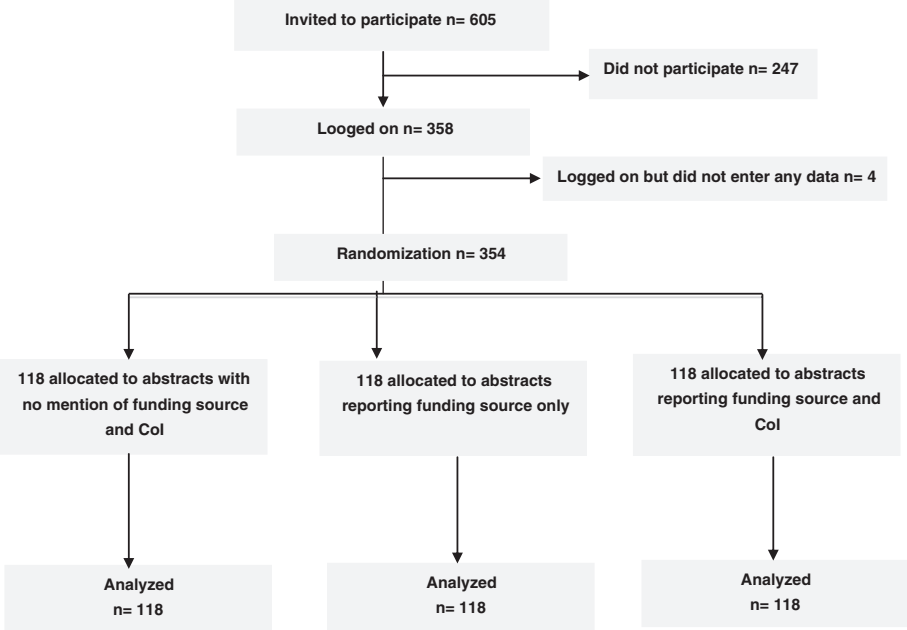 Invited to participate n= 605
Did not participate n= 247
Looged on n= 358
Logged on but did not enter any data n= 4
Randomization n= 354
118 allocated to abstracts with
no mention of funding source
and CoI
118 allocated to abstracts
reporting funding source only
118 allocated to abstracts
reporting funding source and
CoI
Analyzed
n= 118
Analyzed
n= 118
Analyzed
n= 118